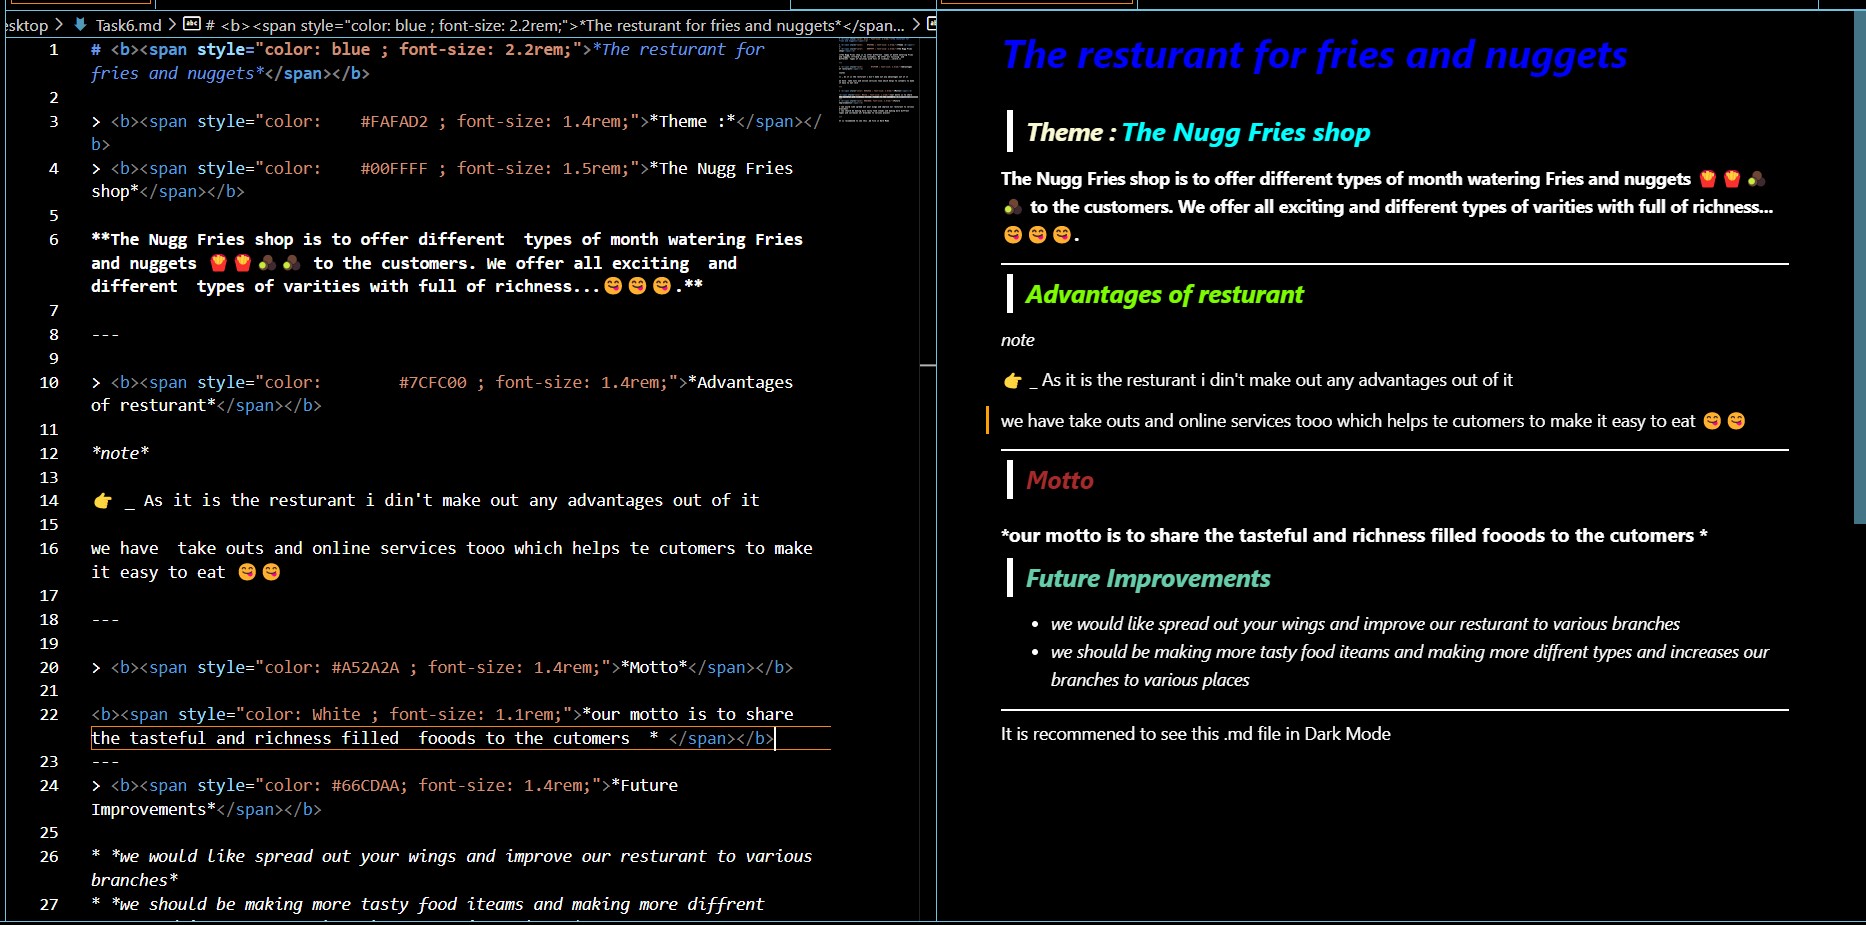 esktop > Task6.md > # <b><span style="color: blue ; font-size: 2.2rem;">*The resturant for fries and nuggets*</span... >
1 # <b><span style="color: blue ; font-size: 2.2rem;">*The resturant for
fries and nuggets*</span></b>
2
3 > <b><span style="color:    #FAFAD2 ; font-size: 1.4rem;">*Theme :*</span></
b>
4 > <b><span style="color:    #00FFFF ; font-size: 1.5rem;">*The Nugg Fries
shop*</span></b>
5
6 **The Nugg Fries shop is to offer different  types of month watering Fries
and nuggets 🍟🍟🥑🥑 to the customers. We offer all exciting  and
different  types of varities with full of richness...😋😋😋.**
7
8 ---
9
10 > <b><span style="color:        #7CFC00 ; font-size: 1.4rem;">*Advantages
of resturant*</span></b>
11
12 *note*
13
14 👉 _ As it is the resturant i din't make out any advantages out of it
15
16 we have  take outs and online services tooo which helps te cutomers to make
it easy to eat 😋😋
17
18 ---
19
20 > <b><span style="color: #A52A2A ; font-size: 1.4rem;">*Motto*</span></b>
21
22 <b><span style="color: White ; font-size: 1.1rem;">*our motto is to share
the tasteful and richness filled  fooods to the cutomers  * </span></b>
23 ---
24 > <b><span style="color: #66CDAA; font-size: 1.4rem;">*Future
Improvements*</span></b>
25
26 * *we would like spread out your wings and improve our resturant to various
branches*
27 * *we should be making more tasty food iteams and making more diffrent
The resturant for fries and nuggets
Theme : The Nugg Fries shop
The Nugg Fries shop is to offer different types of month watering Fries and nuggets 🍟🍟🥑
🥑 to the customers. We offer all exciting and different types of varities with full of richness...
😋😋😋.
Advantages of resturant
note
👉 _ As it is the resturant i din't make out any advantages out of it
we have take outs and online services tooo which helps te cutomers to make it easy to eat 😋😋
Motto
*our motto is to share the tasteful and richness filled fooods to the cutomers *
Future Improvements
• we would like spread out your wings and improve our resturant to various branches
• we should be making more tasty food iteams and making more diffrent types and increases our
branches to various places
It is recommened to see this .md file in Dark Mode